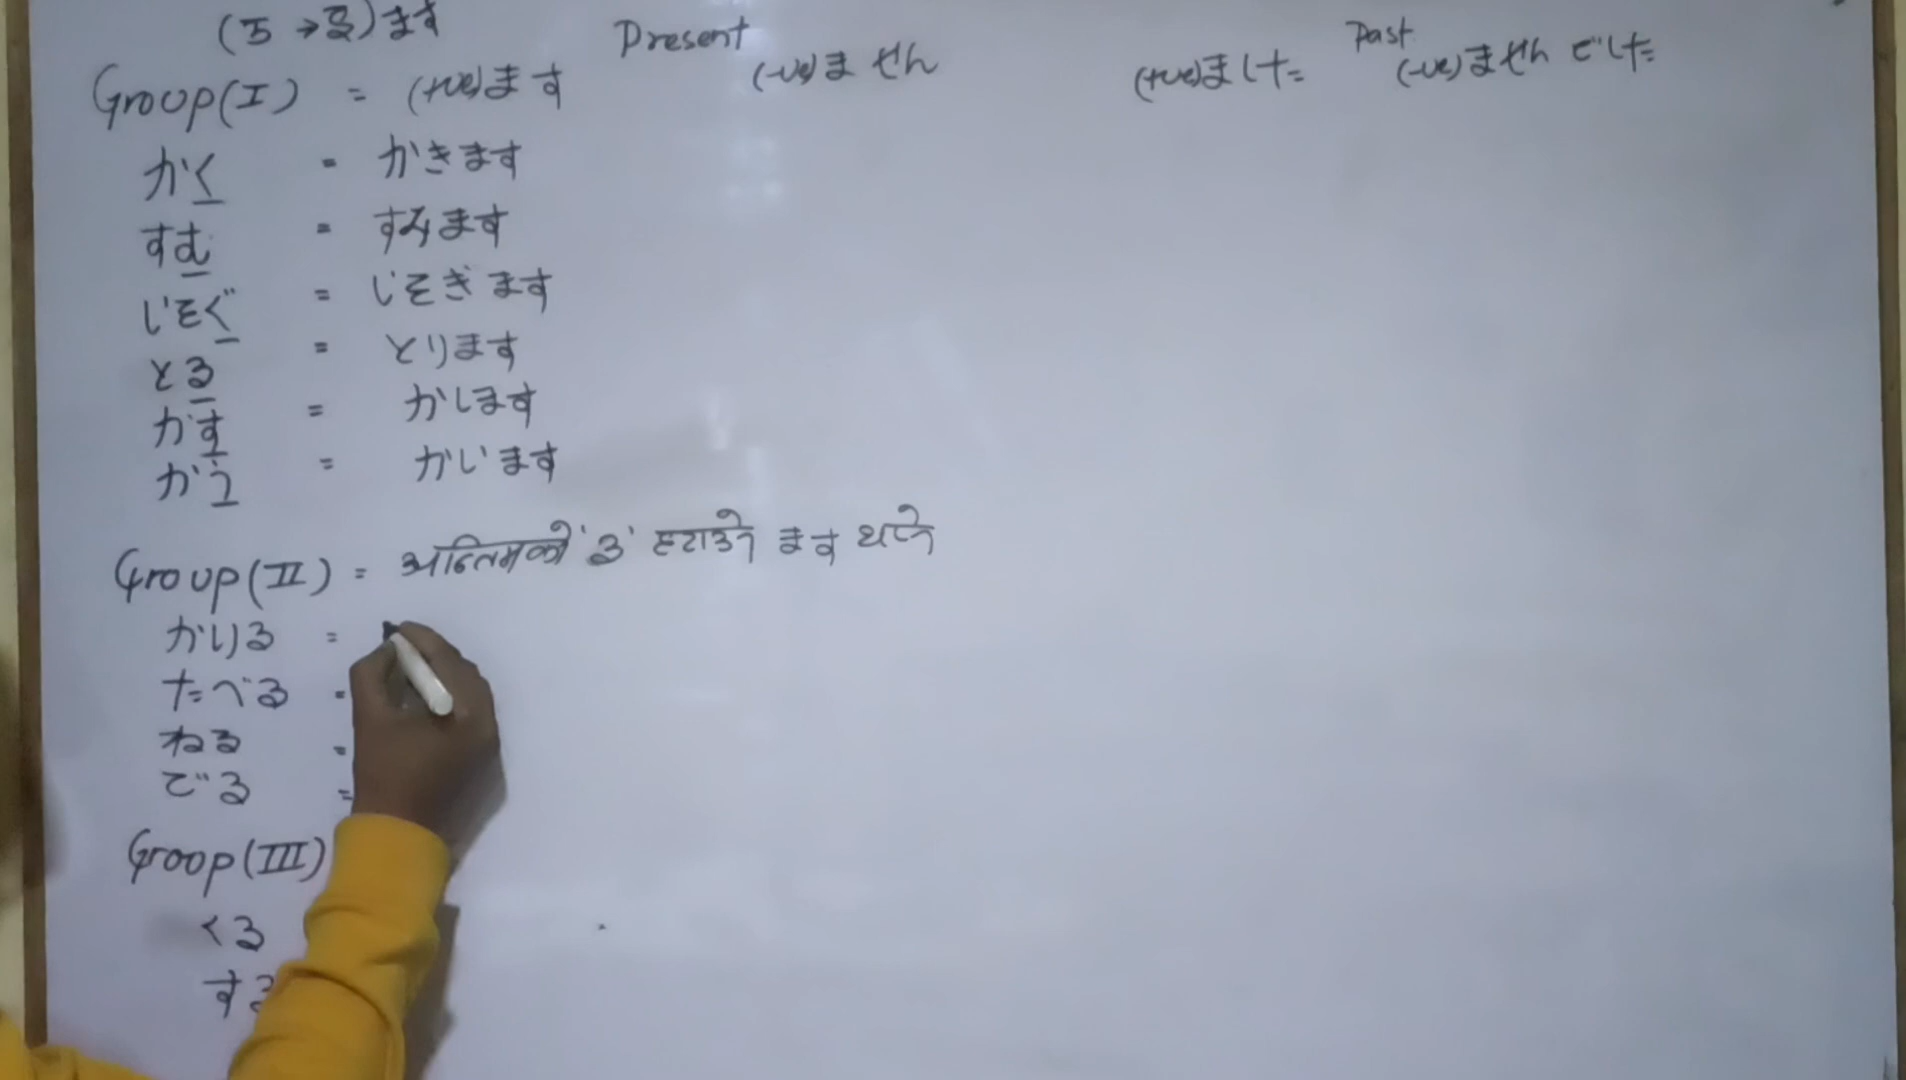 (う → い) ます
Present
Past
Group(I) = (+ve)ます (-ve)ません (+ve)ました (-ve)ませんでした
かく = かきます
すむ = すみます
いそぐ = いそぎます
とる = とります
かす = かします
かう = かいます
Group(II) = अन्तिमको 'る' हटाउने ます थप्ने
かりる =
たべる =
ねる =
でる =
Groop(III)
くる
する